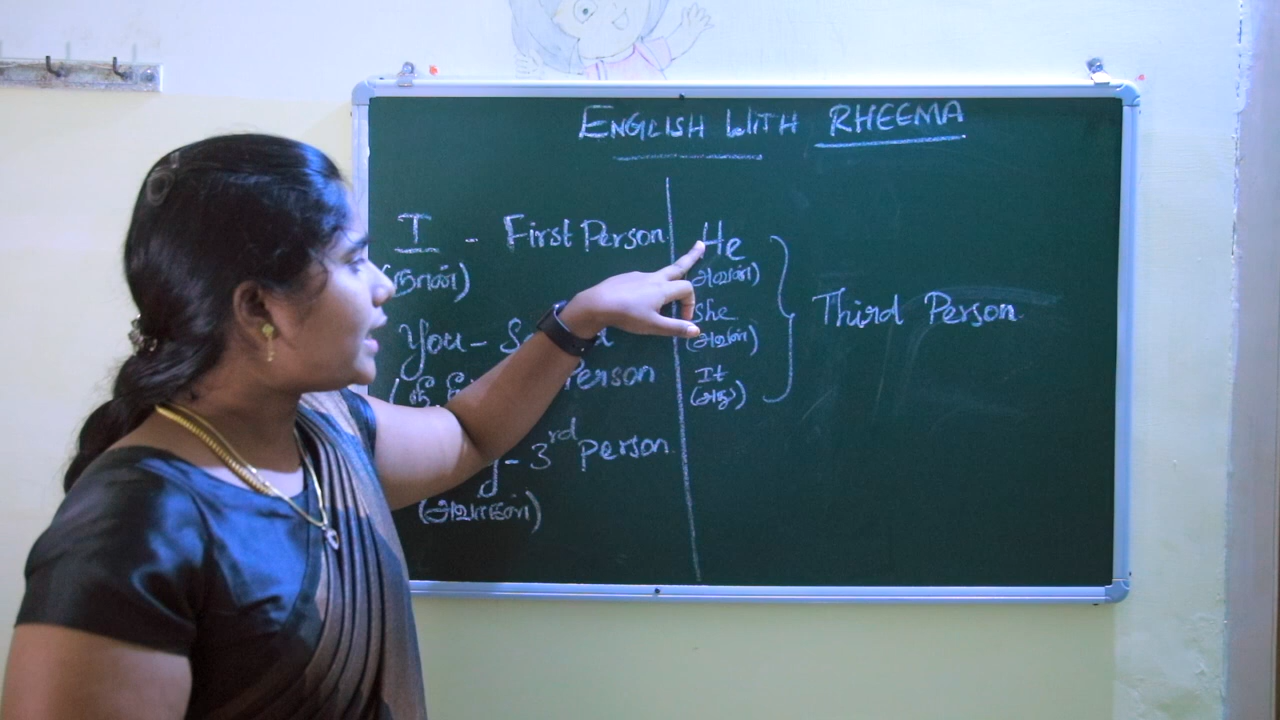 ENGLISH WITH RHEEMA
I - First Person
(நான்)
You - 
Person
- 3rd person
(அவர்கள்)
He
(அவன்)
she
(அவள்)
It
(அது)
Third Person